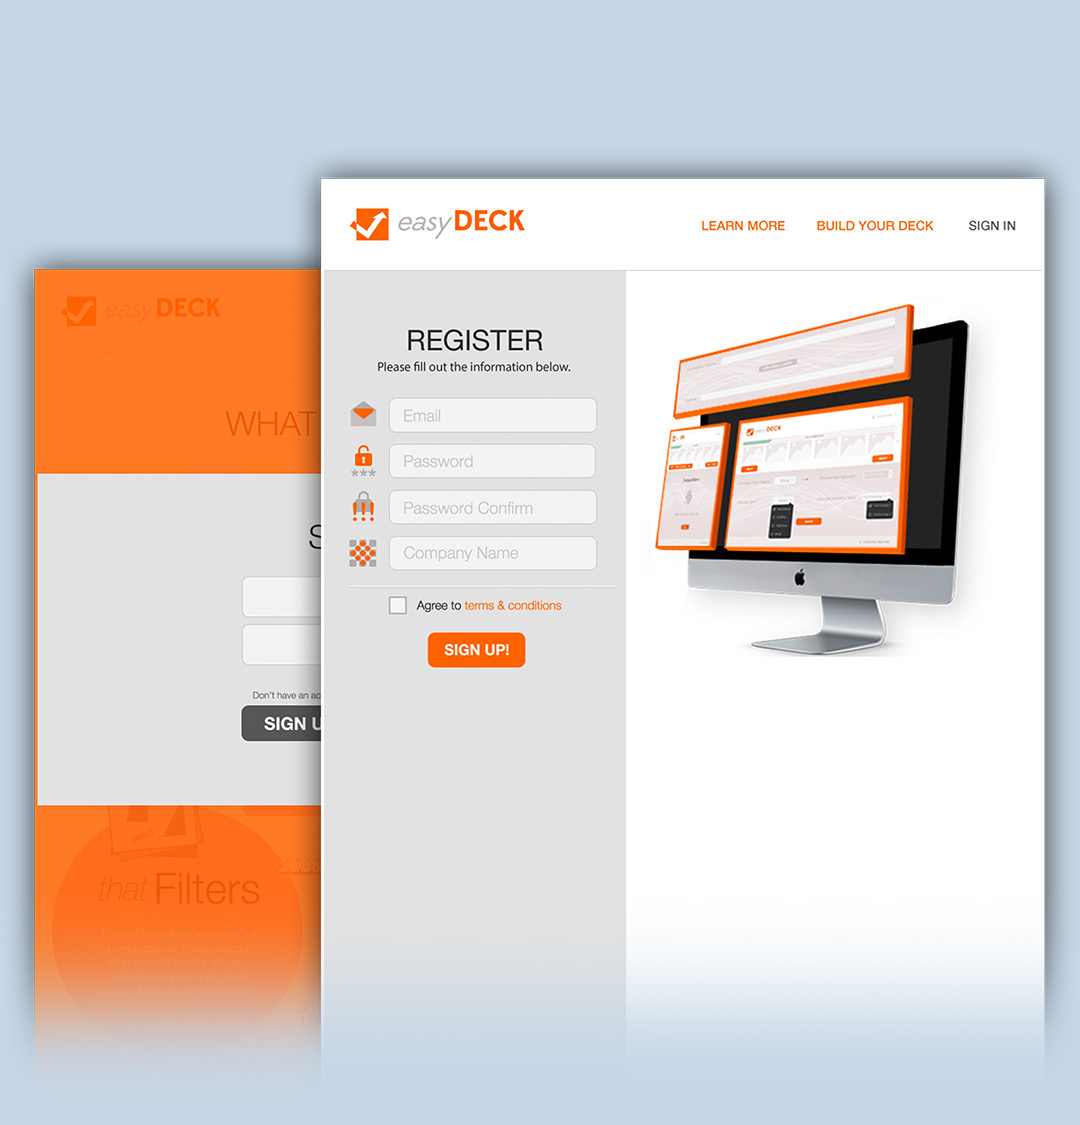 easyDECK
LEARN MORE
BUILD YOUR DECK
SIGN IN
REGISTER
Please fill out the information below.
Email
Password
***
Password Confirm
Company Name
Agree to terms & conditions
SIGN UP!
easyDECK
WHAT
S
Don't have an ac
SIGN U
that Filters
easyDECK